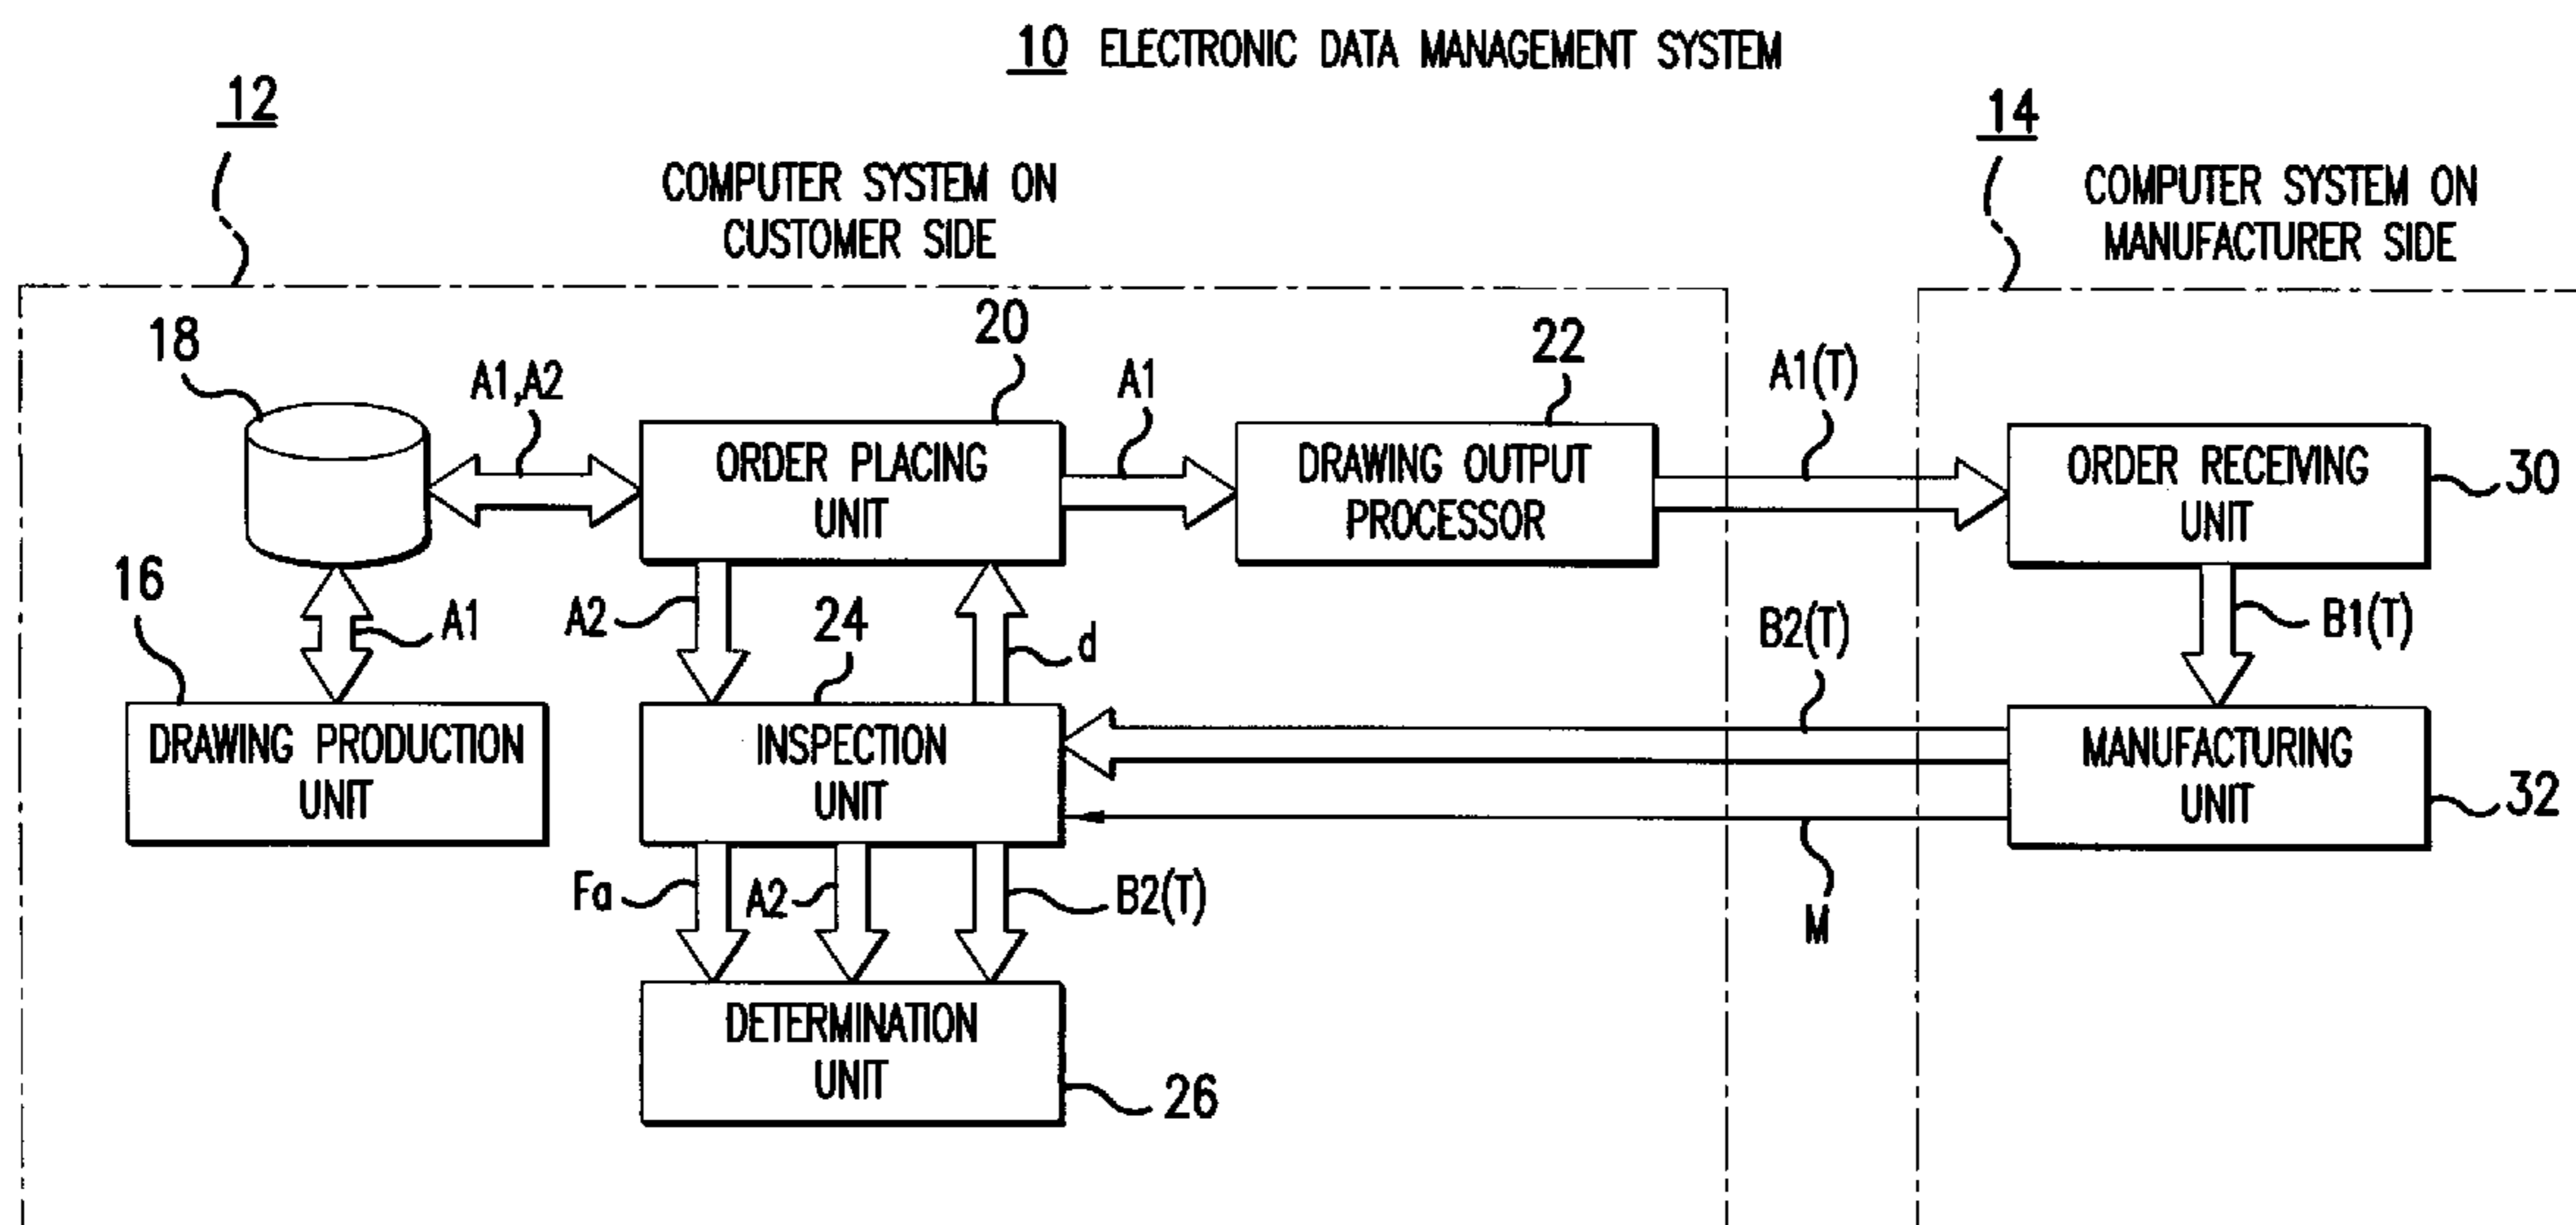 10 ELECTRONIC DATA MANAGEMENT SYSTEM
12
14
COMPUTER SYSTEM ON
CUSTOMER SIDE
COMPUTER SYSTEM ON
MANUFACTURER SIDE
18
A1,A2
20
A1
22
A1(T)
ORDER PLACING
UNIT
DRAWING OUTPUT
PROCESSOR
ORDER RECEIVING
UNIT
30
16
A1
A2
24
d
B2(T)
B1(T)
DRAWING PRODUCTION
UNIT
INSPECTION
UNIT
MANUFACTURING
UNIT
32
Fa
A2
B2(T)
M
DETERMINATION
UNIT
26